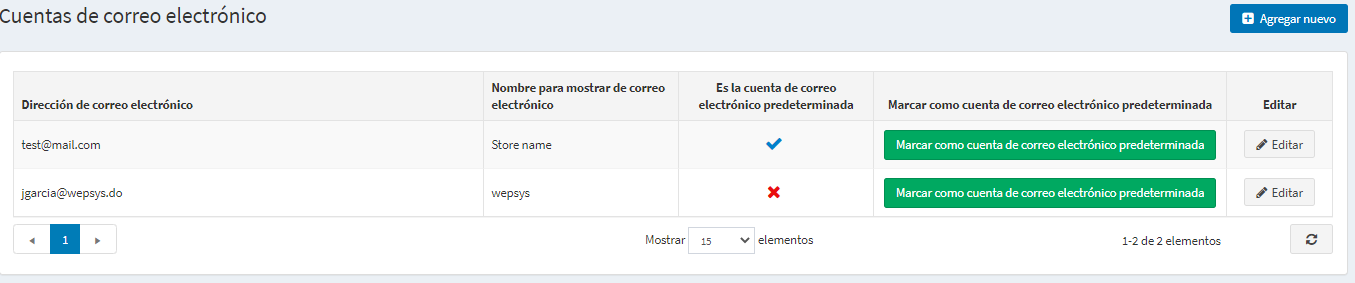 Cuentas de correo electrónico
Agregar nuevo
Dirección de correo electrónico
Nombre para mostrar de correo
electrónico
Es la cuenta de correo
electrónico predeterminada
Marcar como cuenta de correo electrónico predeterminada
Editar
test@mail.com
Store name
Marcar como cuenta de correo electrónico predeterminada
Editar
jgarcia@wepsys.do
wepsys
Marcar como cuenta de correo electrónico predeterminada
Editar
1
Mostrar 15 elementos
1-2 de 2 elementos